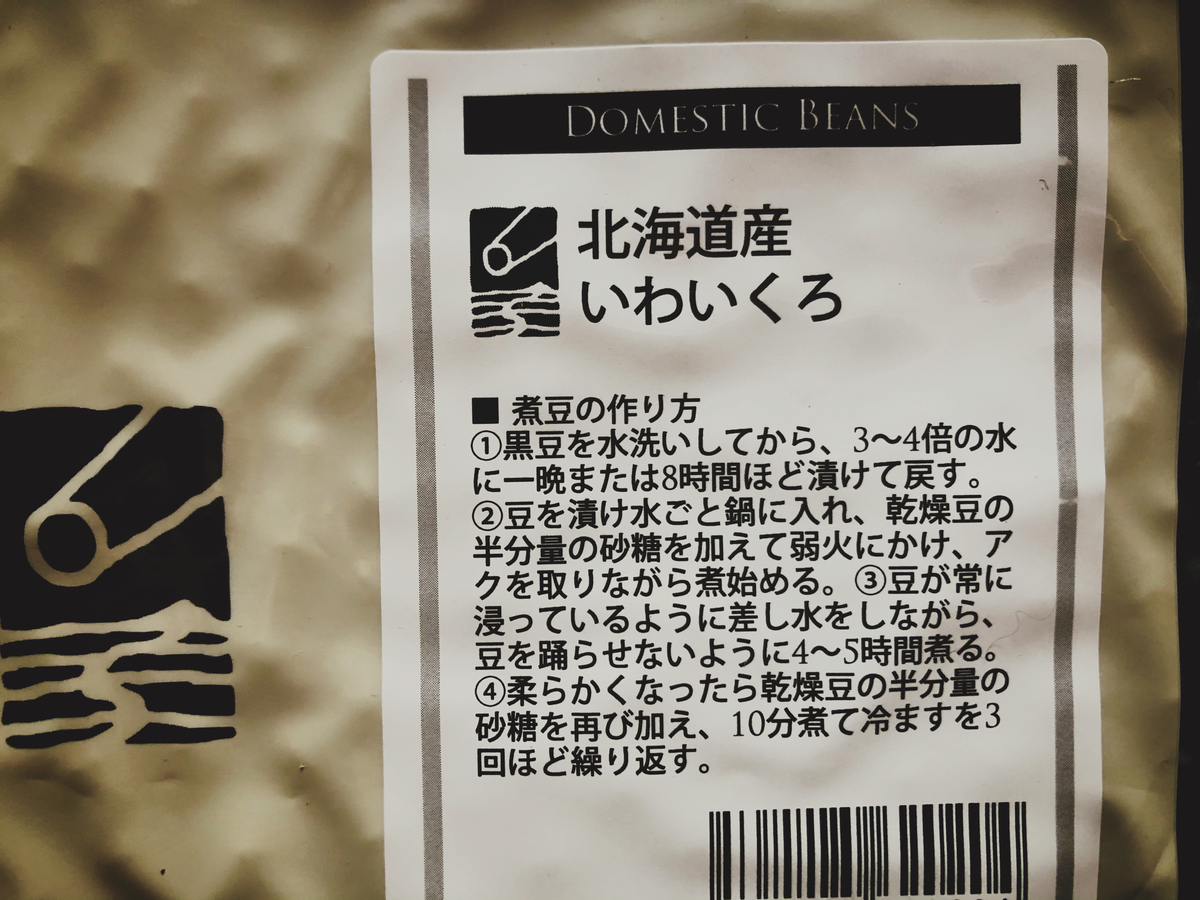 DOMESTIC BEANS
北海道産
いわいくろ
■ 煮豆の作り方
①黒豆を水洗いしてから、3〜4倍の水
に一晩または8時間ほど漬けて戻す。
②豆を漬け水ごと鍋に入れ、乾燥豆の
半分量の砂糖を加えて弱火にかけ、ア
クを取りながら煮始める。③豆が常に
浸っているように差し水をしながら、
豆を踊らせないように4〜5時間煮る。
④柔らかくなったら乾燥豆の半分量の
砂糖を再び加え、10分煮て冷ますを3
回ほど繰り返す。